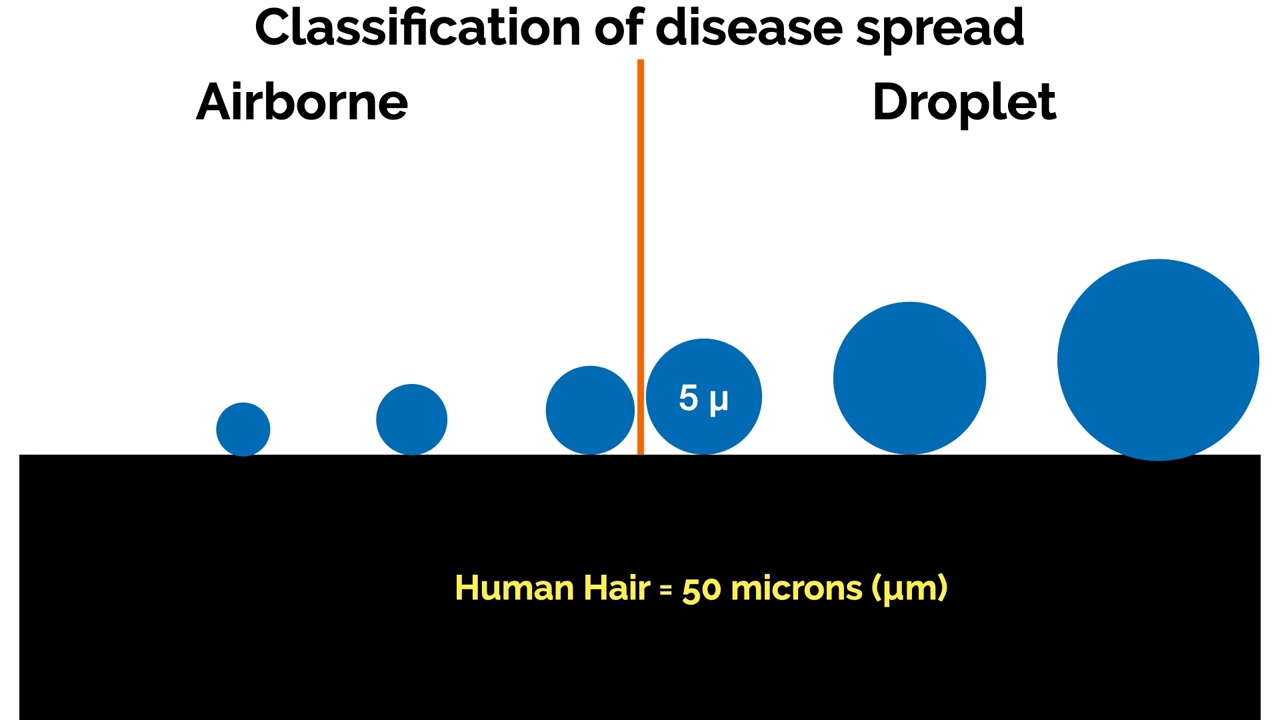 Classification of disease spread
Airborne
Droplet
5 µ
Human Hair = 50 microns (µm)